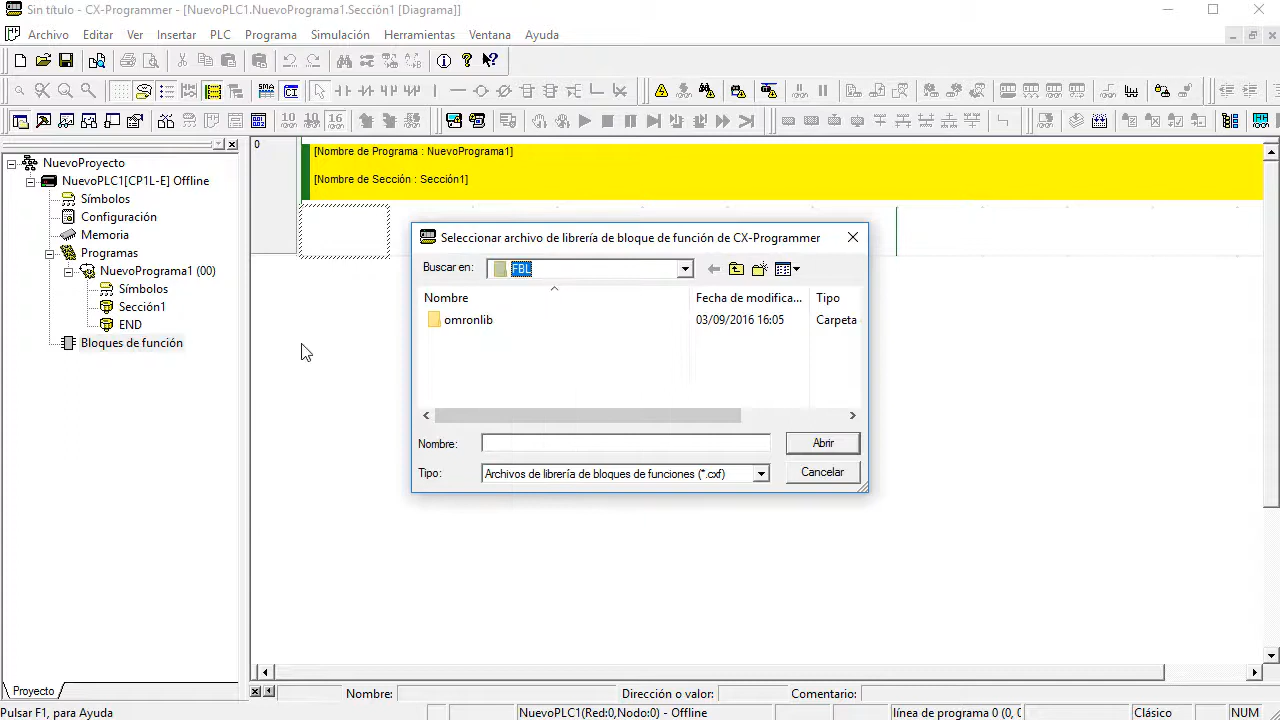 Sin título - CX-Programmer - [NuevoPLC1.NuevoPrograma1.Sección1 [Diagrama]]
Archivo Editar Ver Insertar PLC Programa Simulación Herramientas Ventana Ayuda
SMA
10 10 16
NuevoProyecto
NuevoPLC1[CP1L-E] Offline
Símbolos
Configuración
Memoria
Programas
NuevoPrograma1 (00)
Símbolos
Sección1
END
Bloques de función
Proyecto
0
[Nombre de Programa : NuevoPrograma1]
[Nombre de Sección : Sección1]
Seleccionar archivo de librería de bloque de función de CX-Programmer
Buscar en: FBL
Nombre Fecha de modifica... Tipo
omronlib 03/09/2016 16:05 Carpeta
Nombre: Abrir
Tipo: Archivos de librería de bloques de funciones (*.cxf) Cancelar
Nombre: Dirección o valor: Comentario:
Pulsar F1, para Ayuda NuevoPLC1(Red:0,Nodo:0) - Offline línea de programa 0 (0, 0 Clásico NUM